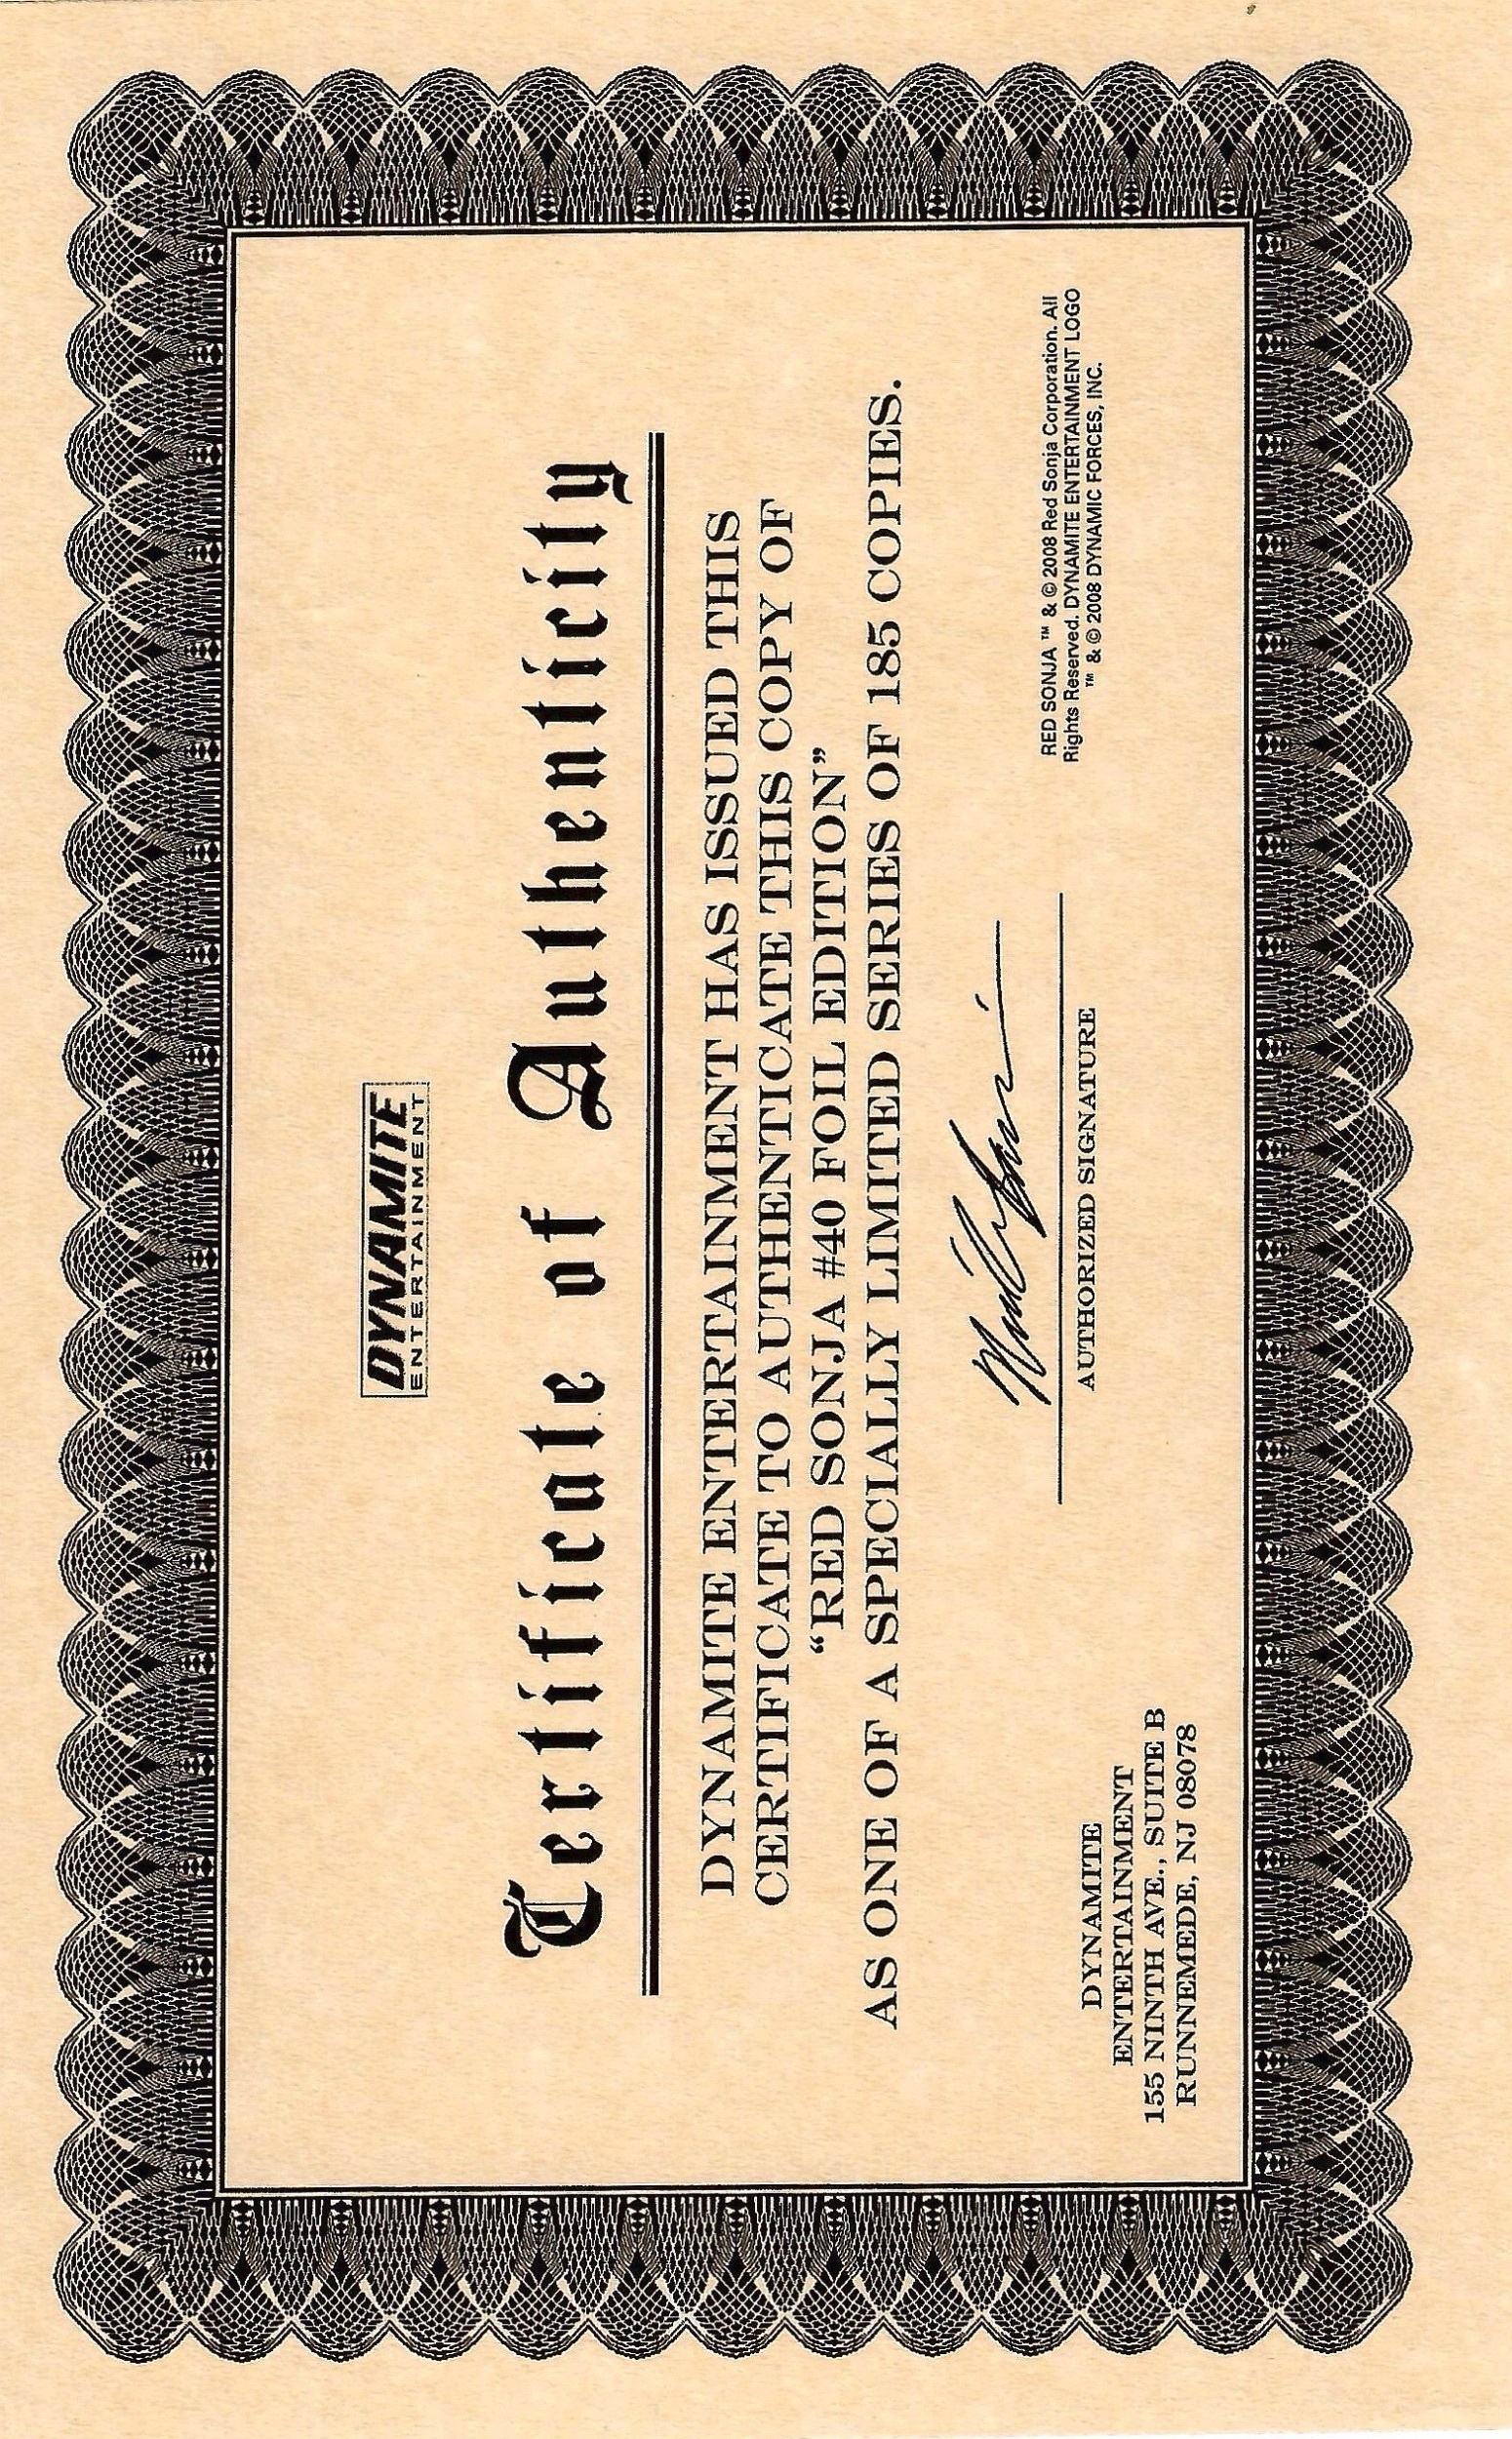 DYNAMITE
ENTERTAINMENT
Certificate of Authenticity
DYNAMITE ENTERTAINMENT HAS ISSUED THIS
CERTIFICATE TO AUTHENTICATE THIS COPY OF
“RED SONJA #40 FOIL EDITION”
AS ONE OF A SPECIALLY LIMITED SERIES OF 185 COPIES.
AUTHORIZED SIGNATURE
DYNAMITE
ENTERTAINMENT
155 NINTH AVE., SUITE B
RUNNEMEDE, NJ 08078
RED SONJA ™ & © 2008 Red Sonja Corporation. All
Rights Reserved. DYNAMITE ENTERTAINMENT LOGO
™ & © 2008 DYNAMIC FORCES, INC.